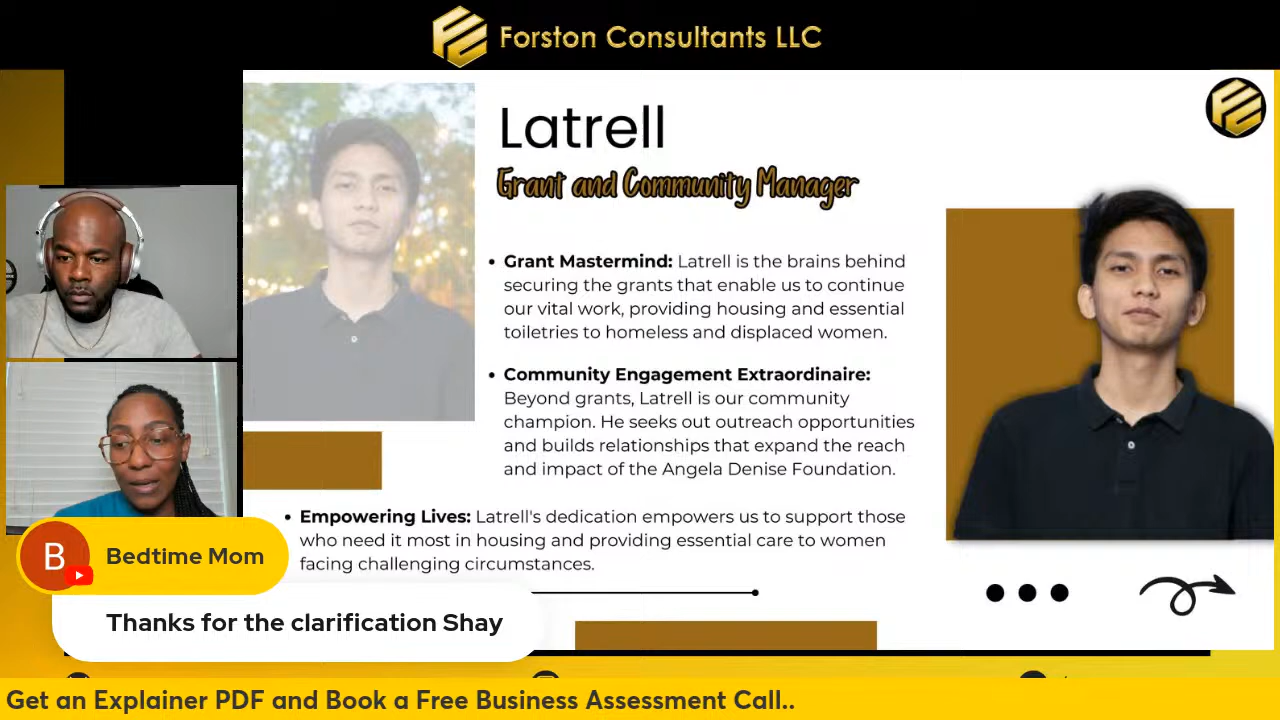 Forston Consultants LLC
Latrell
Grant and Community Manager
• Grant Mastermind: Latrell is the brains behind
securing the grants that enable us to continue
our vital work, providing housing and essential
toiletries to homeless and displaced women.
• Community Engagement Extraordinaire:
Beyond grants, Latrell is our community
champion. He seeks out outreach opportunities
and builds relationships that expand the reach
and impact of the Angela Denise Foundation.
• Empowering Lives: Latrell's dedication empowers us to support those
who need it most in housing and providing essential care to women
facing challenging circumstances.
B
Bedtime Mom
Thanks for the clarification Shay
Get an Explainer PDF and Book a Free Business Assessment Call..